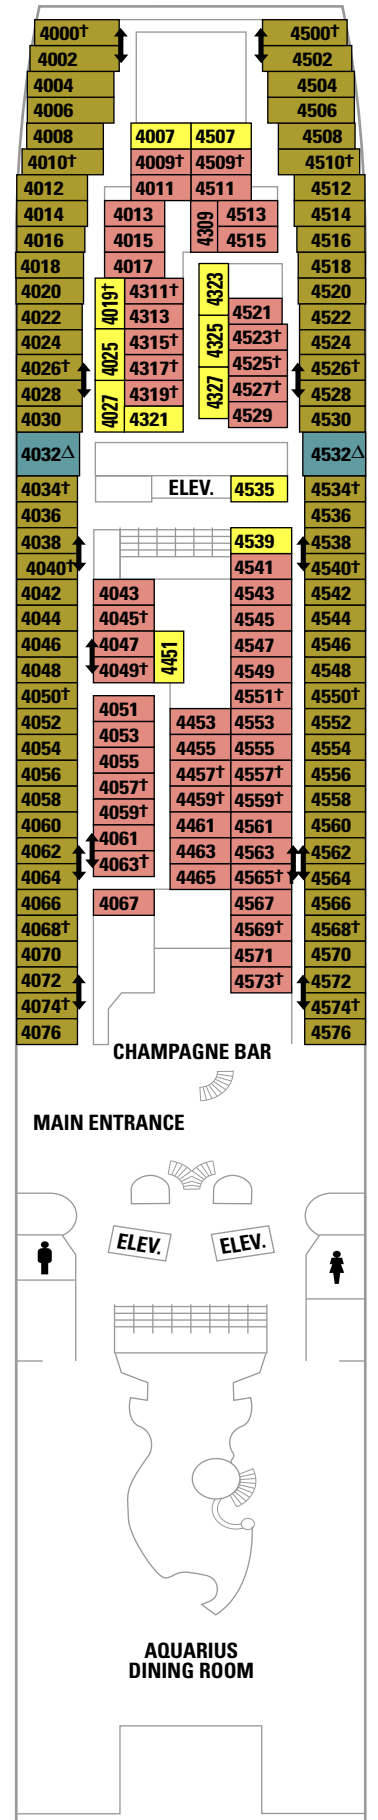 4000† 4500†
4002 4502
4004 4504
4006 4506
4008 4007 4507 4508
4010† 4009† 4509† 4510†
4012 4011 4511 4512
4014 4013 4309 4513 4514
4016 4015 4515 4516
4018 4017 4518
4020 4019† 4311† 4323 4520
4022 4313 4521 4522
4024 4025 4315† 4325 4523† 4524
4026† 4317† 4525† 4526†
4028 4027 4319† 4327 4527† 4528
4030 4321 4529 4530
4032△ 4532△
4034† ELEV. 4535 4534†
4036 4536
4038 4539 4538
4040† 4541 4540†
4042 4043 4543 4542
4044 4045† 4545 4544
4046 4047 4451 4547 4546
4048 4049† 4549 4548
4050† 4551† 4550†
4052 4051 4453 4553 4552
4054 4053 4455 4555 4554
4056 4055 4457† 4557† 4556
4058 4057† 4459† 4559† 4558
4060 4059† 4461 4561 4560
4062 4061 4463 4563 4562
4064 4063† 4465 4565† 4564
4066 4067 4567 4566
4068† 4569† 4568†
4070 4571 4570
4072 4573† 4572
4074† 4574†
4076 4576
CHAMPAGNE BAR
MAIN ENTRANCE
ELEV. ELEV.
AQUARIUS
DINING ROOM